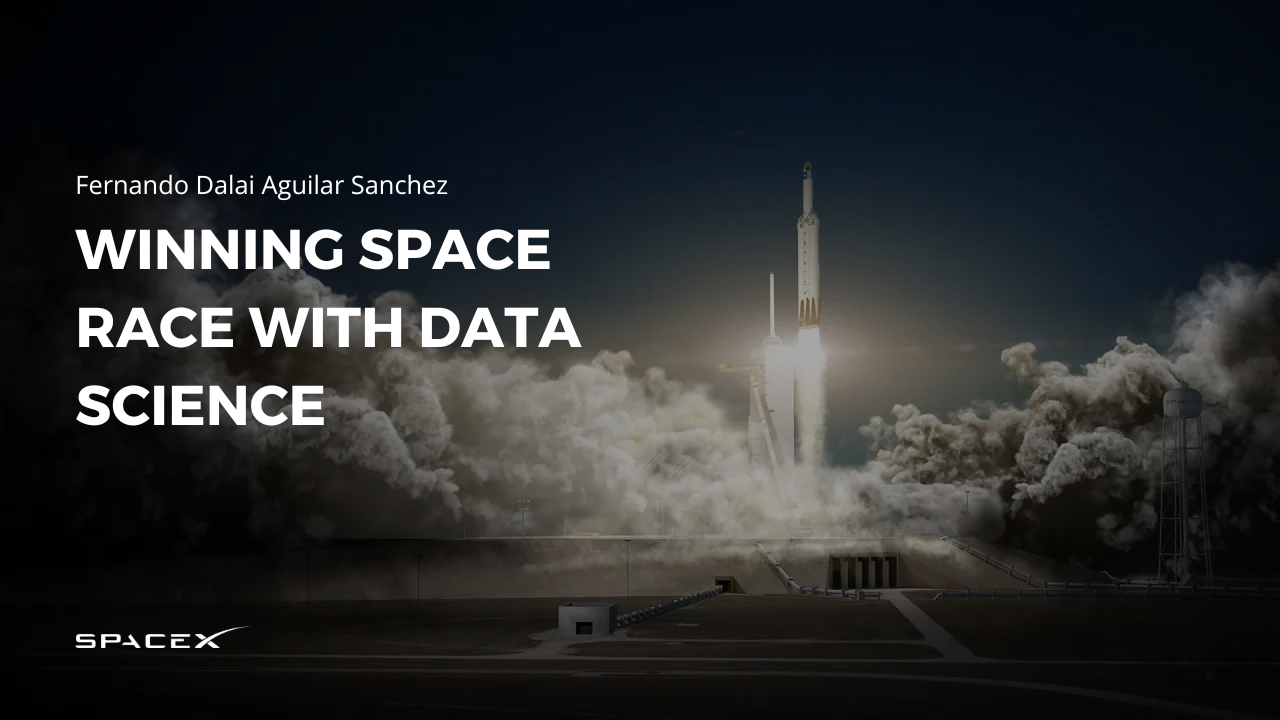 Fernando Dalai Aguilar Sanchez
WINNING SPACE
RACE WITH DATA
SCIENCE
SPACEX